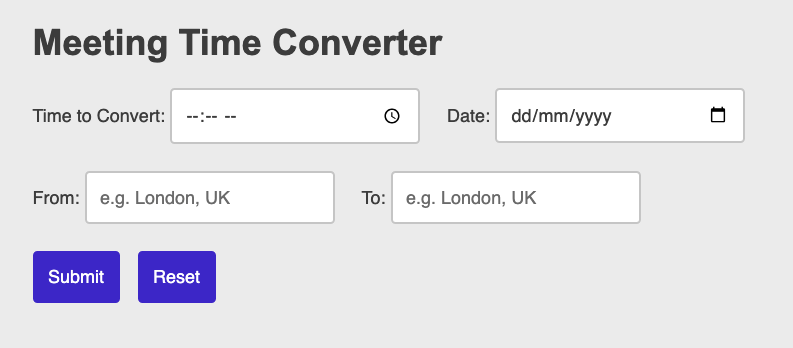 Meeting Time Converter
Time to Convert: --:-- -- Date: dd/mm/yyyy
From: e.g. London, UK To: e.g. London, UK
Submit Reset